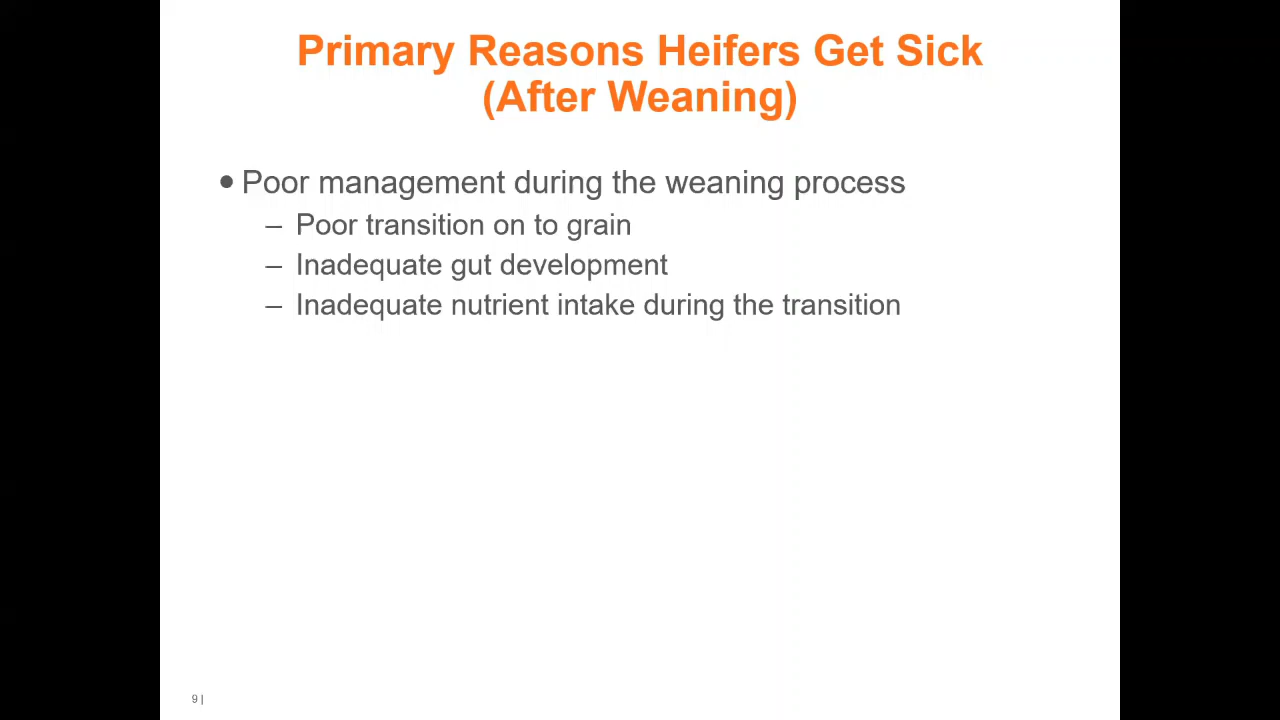 Primary Reasons Heifers Get Sick
(After Weaning)
● Poor management during the weaning process
– Poor transition on to grain
– Inadequate gut development
– Inadequate nutrient intake during the transition
9 |